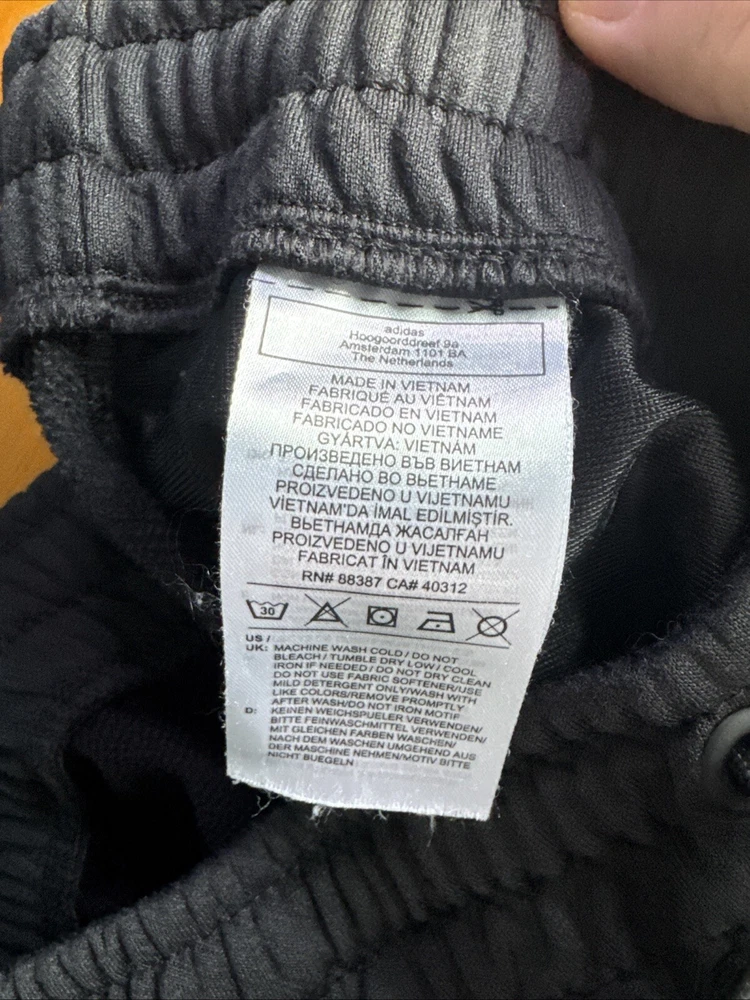 adidas
Hoogoorddreef 9a
Amsterdam 1101 BA
The Netherlands
MADE IN VIETNAM
FABRIQUÉ AU VIÊTNAM
FABRICADO EN VIETNAM
FABRICADO NO VIETNAME
GYÁRTVA: VIETNÁM
ПРОИЗВЕДЕНО ВЪВ ВИЕТНАМ
СДЕЛАНО ВО ВЬЕТНАМЕ
PROIZVEDENO U VIJETNAMU
VİETNAM'DA İMAL EDİLMİŞTİR.
ВЬЕТНАМДА ЖАСАЛҒАН
PROIZVEDENO U VIJETNAMU
FABRICAT ÎN VIETNAM
RN# 88387 CA# 40312
30
US /
UK: MACHINE WASH COLD / DO NOT
BLEACH / TUMBLE DRY LOW / COOL
IRON IF NEEDED / DO NOT DRY CLEAN
DO NOT USE FABRIC SOFTENER/USE
MILD DETERGENT ONLY/WASH WITH
LIKE COLORS/REMOVE PROMPTLY
AFTER WASH/DO NOT IRON MOTIF
D: KEINEN WEICHSPUELER VERWENDEN/
BITTE FEINWASCHMITTEL VERWENDEN/
MIT GLEICHEN FARBEN WASCHEN/
NACH DEM WASCHEN UMGEHEND AUS
DER MASCHINE NEHMEN/MOTIV BITTE
NICHT BUEGELN